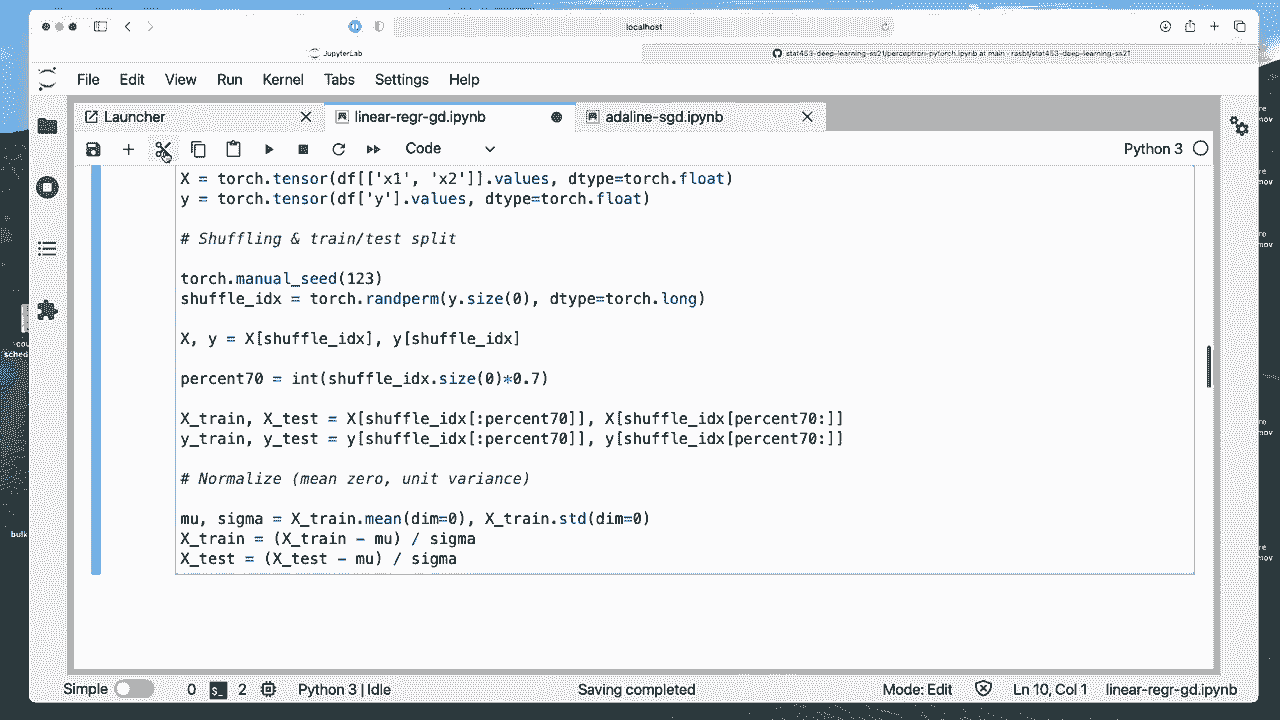 localhost
JupyterLab
stat453-deep-learning-ss21/perceptron-pytorch.ipynb at main · rasbt/stat453-deep-learning-ss21
File Edit View Run Kernel Tabs Settings Help
Launcher linear-regr-gd.ipynb adaline-sgd.ipynb
Code Python 3
X = torch.tensor(df[['x1', 'x2']].values, dtype=torch.float)
y = torch.tensor(df['y'].values, dtype=torch.float)
# Shuffling & train/test split
torch.manual_seed(123)
shuffle_idx = torch.randperm(y.size(0), dtype=torch.long)
X, y = X[shuffle_idx], y[shuffle_idx]
percent70 = int(shuffle_idx.size(0)*0.7)
X_train, X_test = X[shuffle_idx[:percent70]], X[shuffle_idx[percent70:]]
y_train, y_test = y[shuffle_idx[:percent70]], y[shuffle_idx[percent70:]]
# Normalize (mean zero, unit variance)
mu, sigma = X_train.mean(dim=0), X_train.std(dim=0)
X_train = (X_train - mu) / sigma
X_test = (X_test - mu) / sigma
bulk
Simple 0 $_ 2 Python 3 | Idle Saving completed Mode: Edit Ln 10, Col 1 linear-regr-gd.ipynb